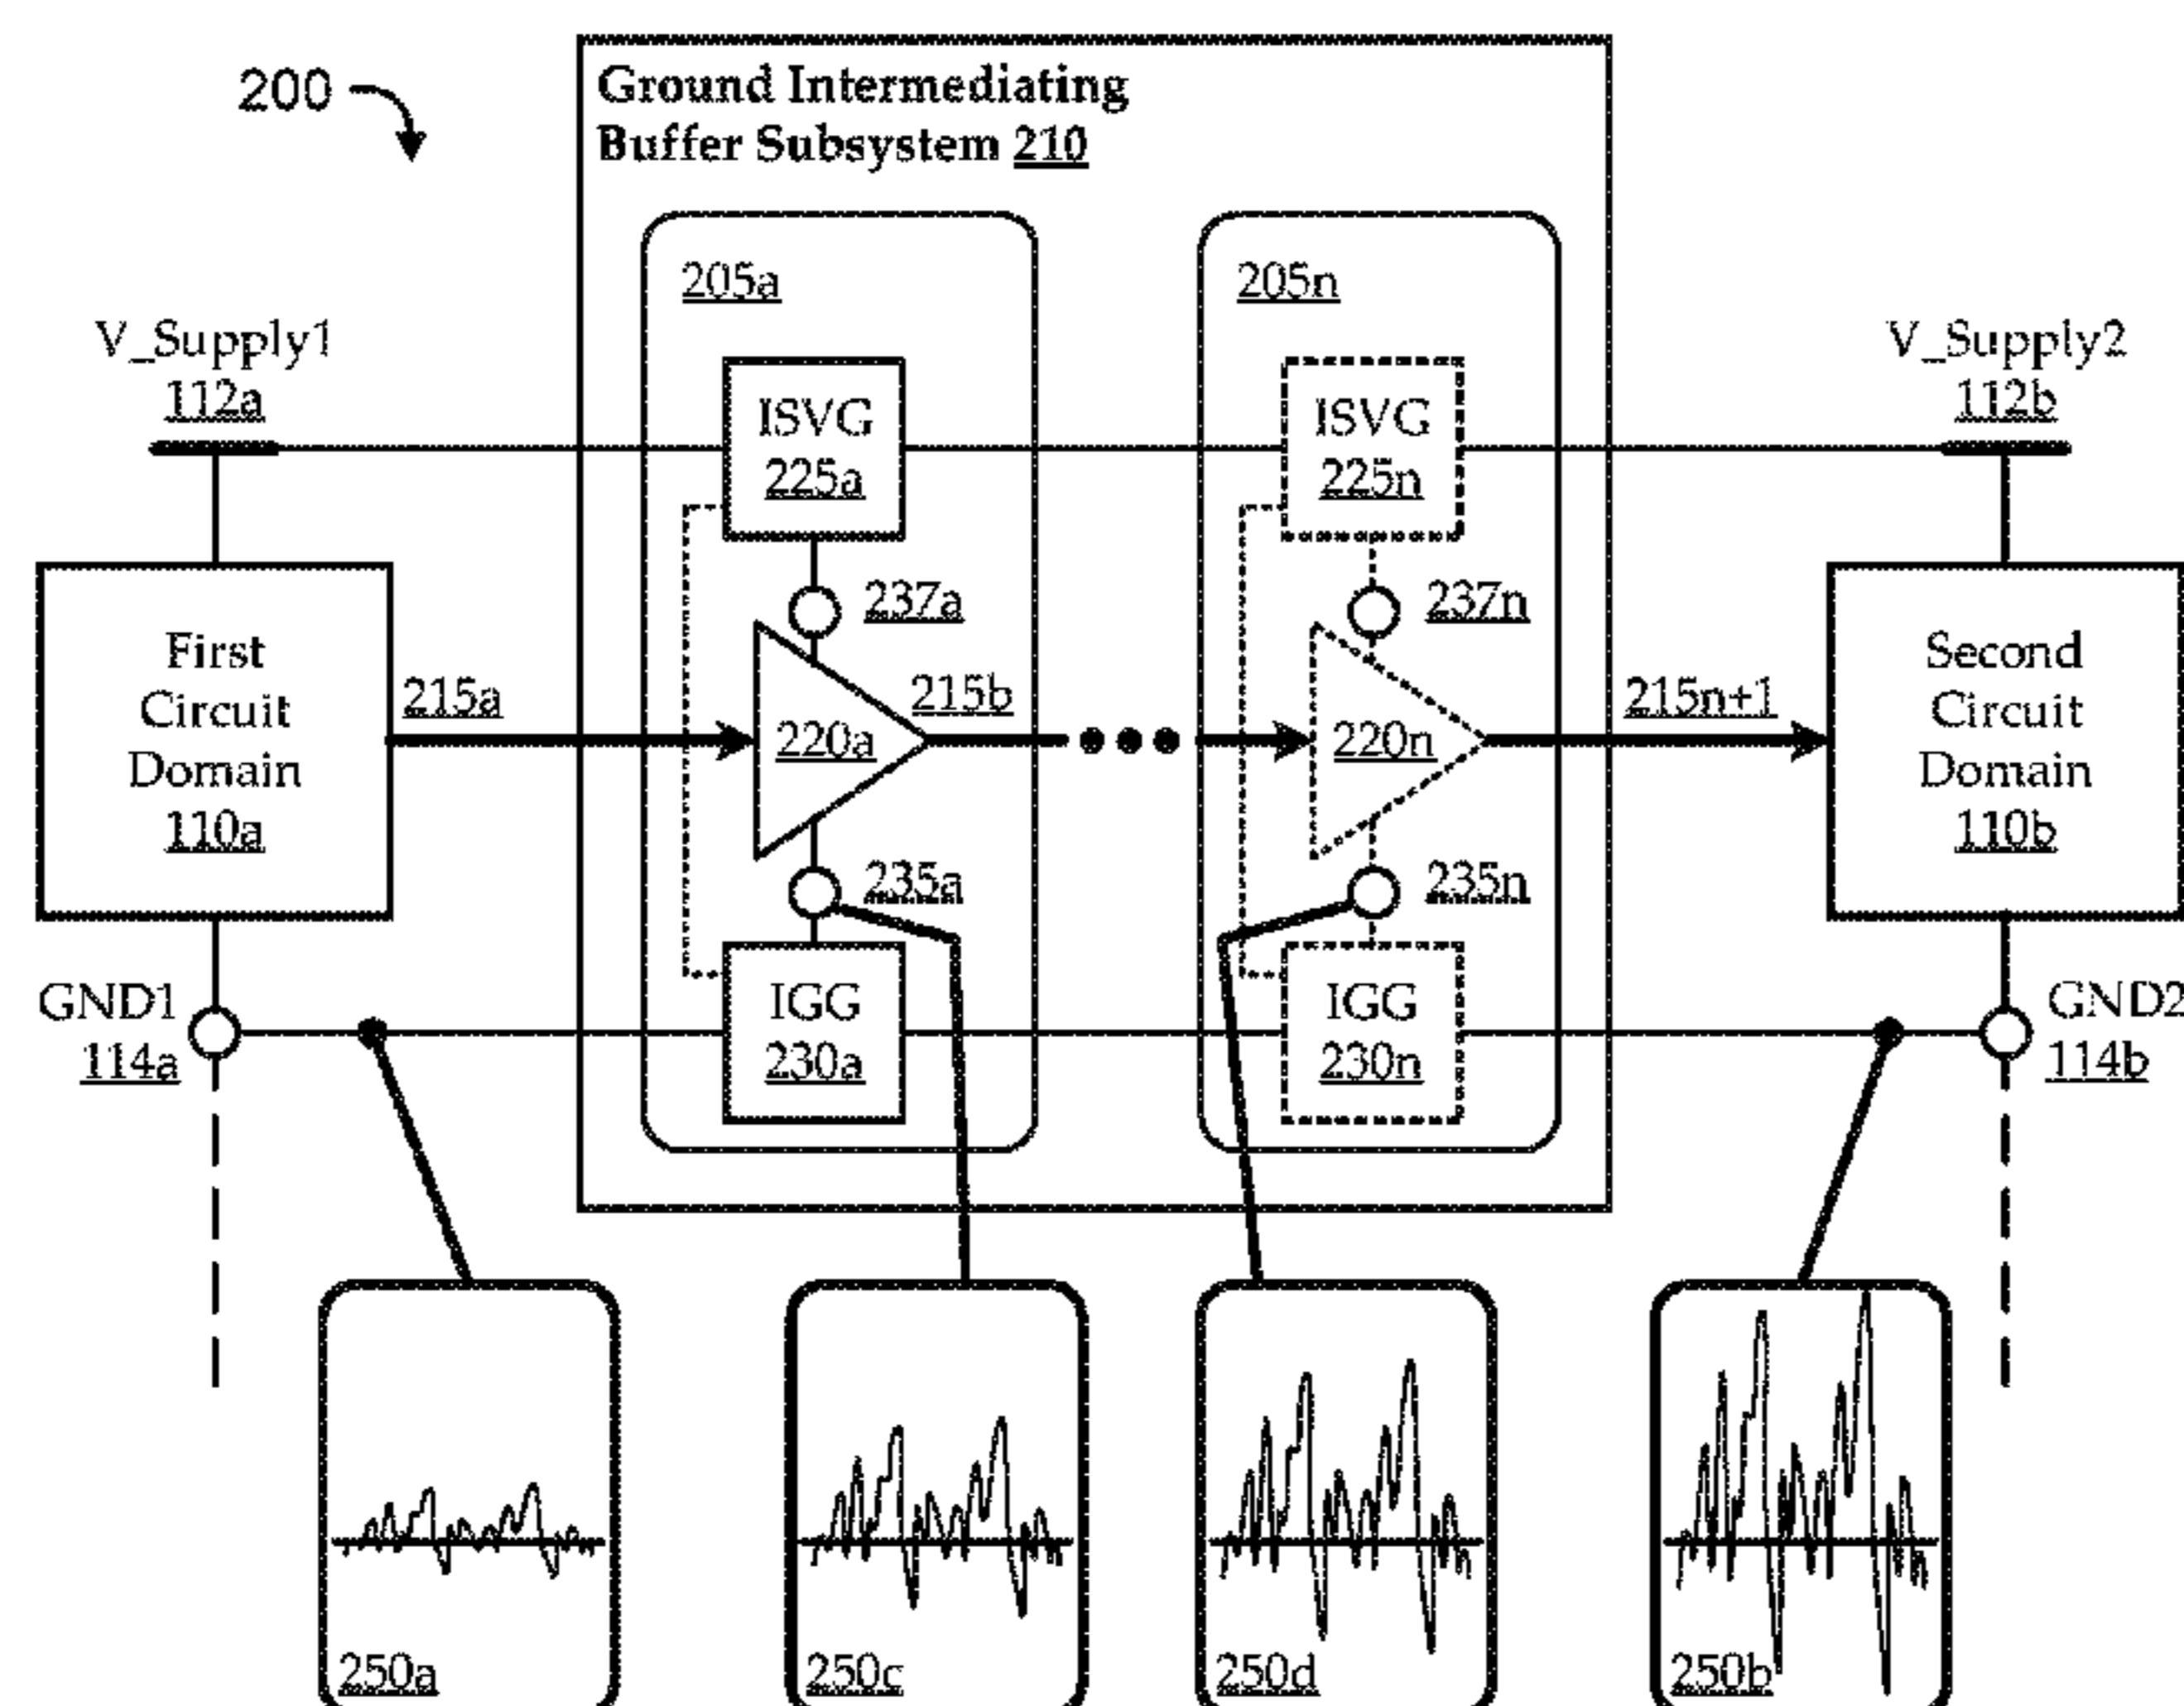 200
Ground Intermediating
Buffer Subsystem 210
205a
205n
V_Supply1
112a
V_Supply2
112b
ISVG
225a
ISVG
225n
237a
237n
First
Circuit
Domain
110a
215a
220a
215b
220n
215n+1
Second
Circuit
Domain
110b
235a
235n
GND1
114a
IGG
230a
IGG
230n
GND2
114b
250a
250c
250d
250b